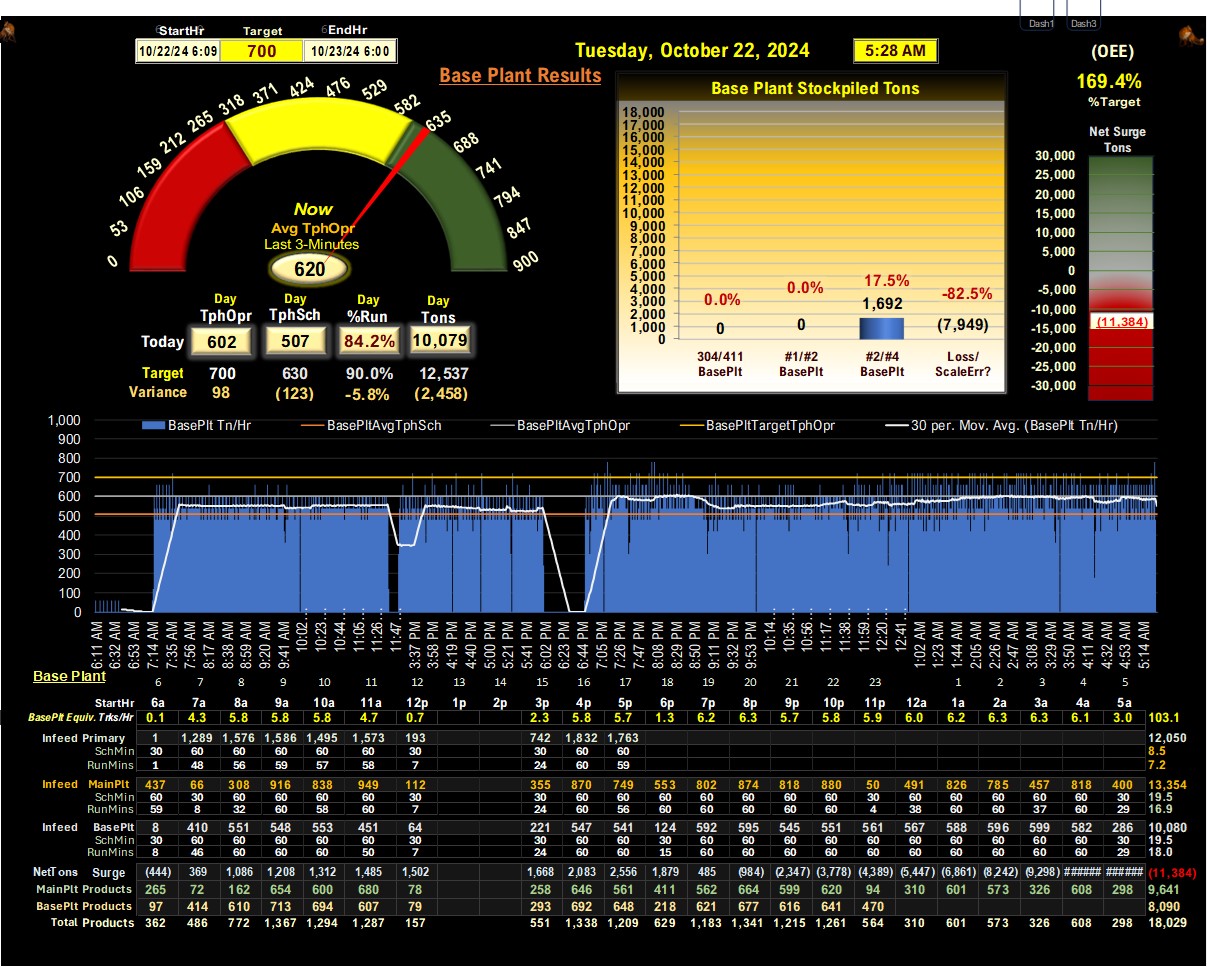 Dash1 Dash3
StartHr Target EndHr
10/22/24 6:09 700 10/23/24 6:00
Tuesday, October 22, 2024 5:28 AM
(OEE)
169.4%
%Target
Base Plant Results
0 53 106 159 212 265 318 371 424 476 529 582 635 688 741 794 847 900
Now
Avg TphOpr
Last 3-Minutes
620
Day Day Day Day
TphOpr TphSch %Run Tons
Today 602 507 84.2% 10,079
Target 700 630 90.0% 12,537
Variance 98 (123) -5.8% (2,458)
Base Plant Stockpiled Tons
18,000
17,000
16,000
15,000
14,000
13,000
12,000
11,000
10,000
9,000
8,000
7,000
6,000
5,000
4,000
3,000
2,000
1,000
0
0.0% 0.0% 17.5% -82.5%
0 0 1,692 (7,949)
304/411 #1/#2 #2/#4 Loss/
BasePlt BasePlt BasePlt ScaleErr?
Net Surge
Tons
30,000
25,000
20,000
15,000
10,000
5,000
0
-5,000
-10,000
(11,384)
-15,000
-20,000
-25,000
-30,000
BasePlt Tn/Hr BasePltAvgTphSch BasePltAvgTphOpr BasePltTargetTphOpr 30 per. Mov. Avg. (BasePlt Tn/Hr)
1,000
900
800
700
600
500
400
300
200
100
0
6:11 AM 6:32 AM 6:53 AM 7:14 AM 7:35 AM 7:56 AM 8:17 AM 8:38 AM 8:59 AM 9:20 AM 9:41 AM 10:02... 10:23... 10:44... 11:05... 11:26... 11:47... 3:37 PM 3:58 PM 4:19 PM 4:40 PM 5:00 PM 5:21 PM 5:41 PM 6:02 PM 6:23 PM 6:44 PM 7:05 PM 7:26 PM 7:47 PM 8:08 PM 8:29 PM 8:50 PM 9:11 PM 9:32 PM 9:53 PM 10:14... 10:35... 10:56... 11:17... 11:38... 11:59... 12:20... 12:41... 1:02 AM 1:23 AM 1:44 AM 2:05 AM 2:26 AM 2:47 AM 3:08 AM 3:29 AM 3:50 AM 4:11 AM 4:32 AM 4:53 AM 5:14 AM
Base Plant
6 7 8 9 10 11 12 13 14 15 16 17 18 19 20 21 22 23 1 2 3 4 5
StartHr 6a 7a 8a 9a 10a 11a 12p 1p 2p 3p 4p 5p 6p 7p 8p 9p 10p 11p 12a 1a 2a 3a 4a 5a
BasePlt Equiv. Trks/Hr 0.1 4.3 5.8 5.8 5.8 4.7 0.7 2.3 5.8 5.7 1.3 6.2 6.3 5.7 5.8 5.9 6.0 6.2 6.3 6.3 6.1 3.0 103.1
Infeed Primary 1 1,289 1,576 1,586 1,495 1,573 193 742 1,832 1,763 12,050
SchMin 30 60 60 60 60 60 30 30 60 60 8.5
RunMins 1 48 56 59 57 58 7 24 60 59 7.2
Infeed MainPlt 437 66 308 916 838 949 112 355 870 749 553 802 874 818 880 50 491 826 785 457 818 400 13,354
SchMin 60 30 30 60 60 60 30 30 60 60 60 60 60 60 60 30 60 60 60 60 60 30 19.5
RunMins 59 8 32 60 58 60 7 24 60 56 60 60 60 60 60 4 38 60 60 37 60 29 16.9
Infeed BasePlt 8 410 551 548 553 451 64 221 547 541 124 592 595 545 551 561 567 588 596 599 582 286 10,080
SchMin 30 60 60 60 60 60 30 30 60 60 30 60 60 60 60 60 60 60 60 60 60 30 19.5
RunMins 8 46 60 60 60 50 7 24 60 60 15 60 60 60 60 60 60 60 60 60 60 29 18.0
NetTons Surge (444) 369 1,086 1,208 1,312 1,485 1,502 1,668 2,083 2,556 1,879 485 (984) (2,347) (3,778) (4,389) (5,447) (6,861) (8,242) (9,298) ###### ###### (11,384)
MainPlt Products 265 72 162 654 600 680 78 258 646 561 411 562 664 599 620 94 310 601 573 326 608 298 9,641
BasePlt Products 97 414 610 713 694 607 79 293 692 648 218 621 677 616 641 470 8,090
Total Products 362 486 772 1,367 1,294 1,287 157 551 1,338 1,209 629 1,183 1,341 1,215 1,261 564 310 601 573 326 608 298 18,029